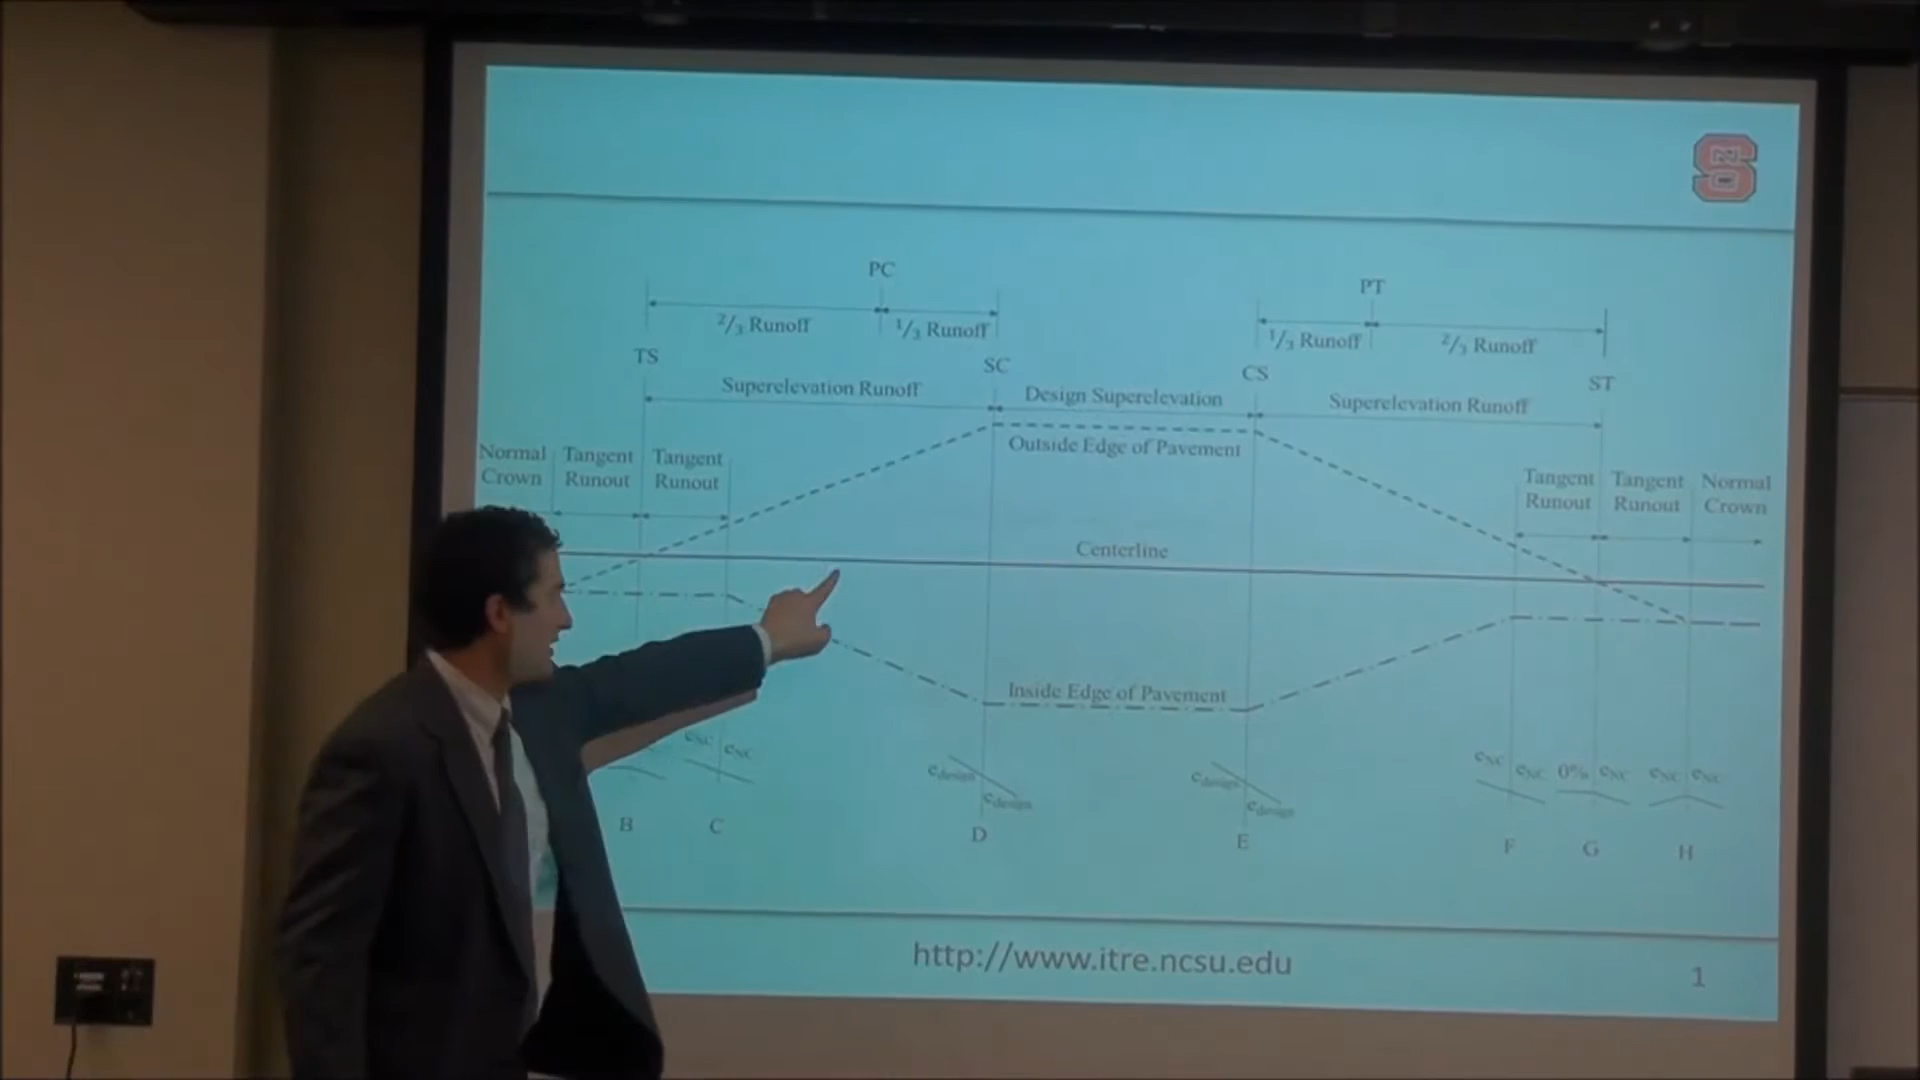 PC
PT
2/3 Runoff
1/3 Runoff
1/3 Runoff
2/3 Runoff
TS
SC
CS
ST
Superelevation Runoff
Design Superelevation
Superelevation Runoff
Outside Edge of Pavement
Normal
Crown
Tangent
Runout
Tangent
Runout
Tangent
Runout
Tangent
Runout
Normal
Crown
Centerline
Inside Edge of Pavement
eNC eNC
edesign
edesign
edesign
edesign
eNC eNC
0% eNC
eNC eNC
B
C
D
E
F
G
H
http://www.itre.ncsu.edu
1